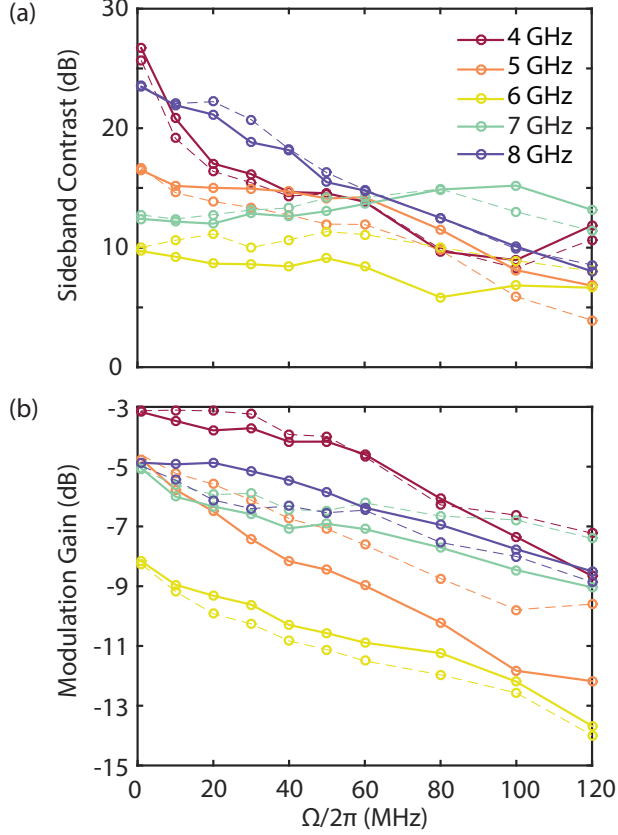 (a)
30
20
10
0
Sideband Contrast (dB)
4 GHz
5 GHz
6 GHz
7 GHz
8 GHz
(b)
-3
-5
-7
-9
-11
-13
-15
Modulation Gain (dB)
0 20 40 60 80 100 120
Ω/2π (MHz)